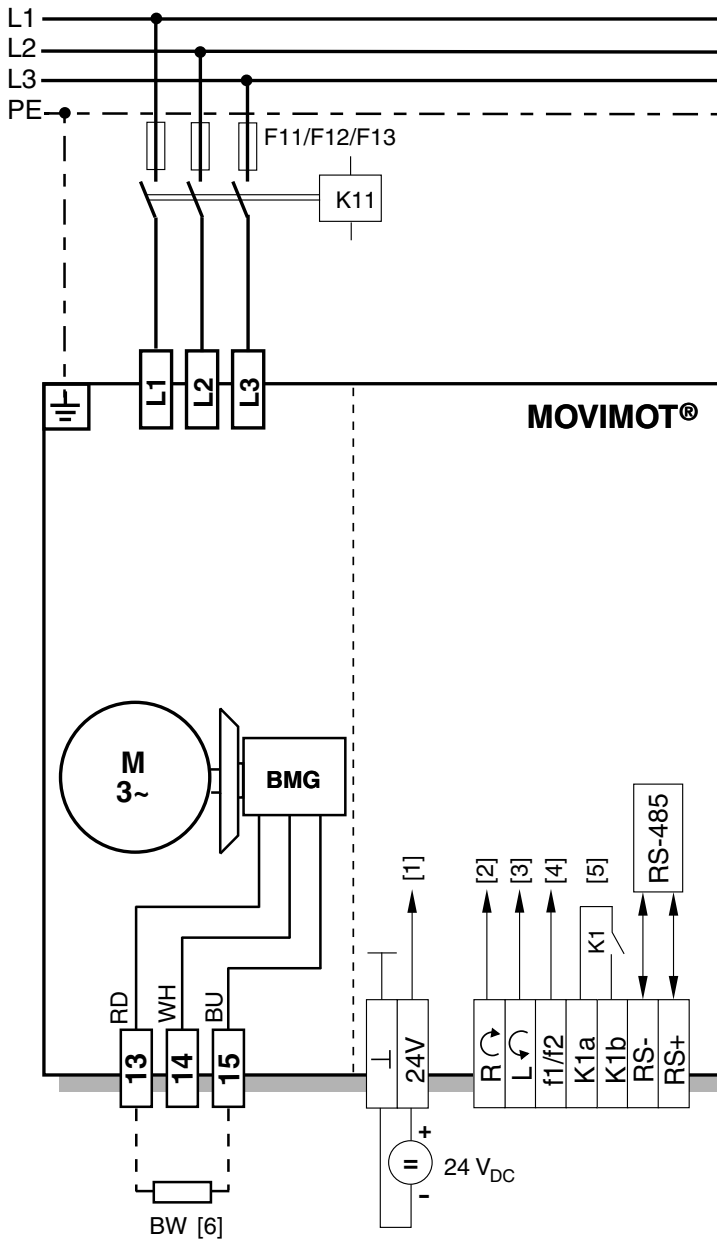 L1
L2
L3
PE
F11/F12/F13
K11
L1
L2
L3
MOVIMOT®
M
3~
BMG
RD
WH
BU
13
14
15
[1]
[2]
[3]
[4]
[5]
K1
RS-485
24V
R
L
f1/f2
K1a
K1b
RS-
RS+
+
=
-
24 VDC
BW [6]